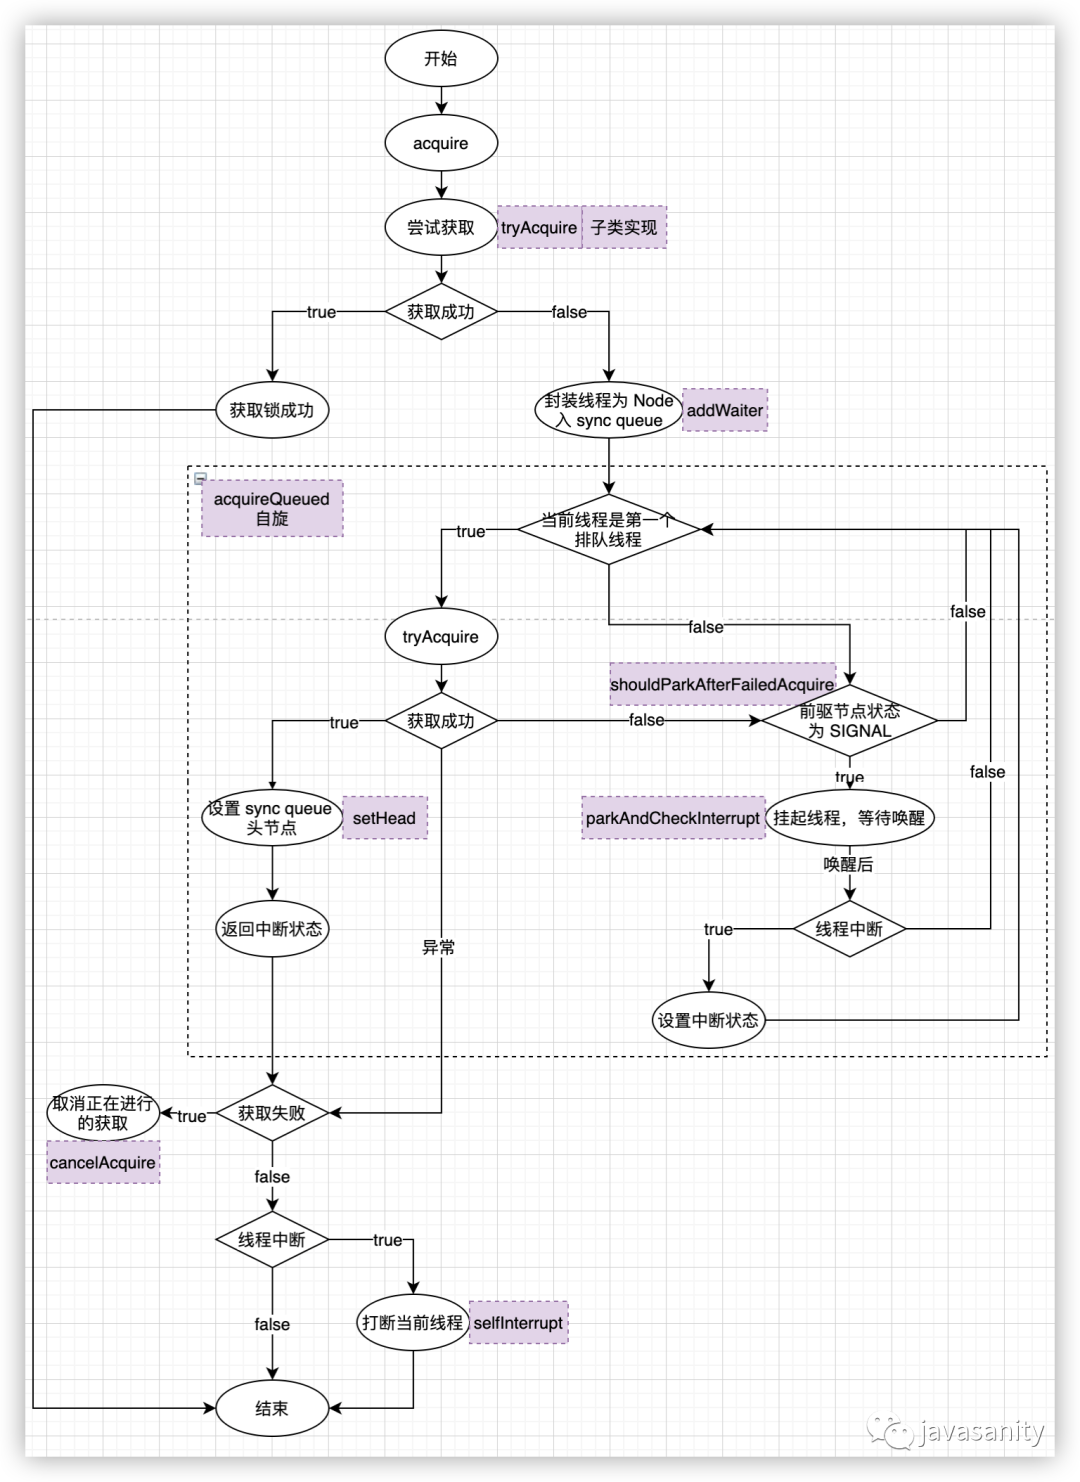 开始
acquire
尝试获取
tryAcquire
子类实现
获取成功
true
false
获取锁成功
封装线程为 Node
入 sync queue
addWaiter
acquireQueued
自旋
当前线程是第一个
排队线程
true
false
false
tryAcquire
shouldParkAfterFailedAcquire
获取成功
true
false
前驱节点状态
为 SIGNAL
false
true
设置 sync queue
头节点
setHead
parkAndCheckInterrupt
挂起线程，等待唤醒
唤醒后
返回中断状态
异常
true
线程中断
设置中断状态
取消正在进行
的获取
true
获取失败
cancelAcquire
false
线程中断
true
false
打断当前线程
selfInterrupt
结束
javasanity